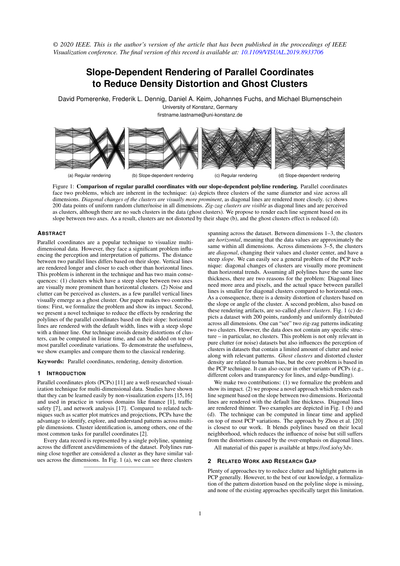 © 2020 IEEE. This is the author's version of the article that has been published in the proceedings of IEEE
Visualization conference. The final version of this record is available at: 10.1109/VISUAL.2019.8933706
Slope-Dependent Rendering of Parallel Coordinates
to Reduce Density Distortion and Ghost Clusters
David Pomerenke, Frederik L. Dennig, Daniel A. Keim, Johannes Fuchs, and Michael Blumenschein
University of Konstanz, Germany
firstname.lastname@uni-konstanz.de
(a) Regular rendering
(b) Slope-dependent rendering
(c) Regular rendering
(d) Slope-dependent rendering
Figure 1: Comparison of regular parallel coordinates with our slope-dependent polyline rendering. Parallel coordinates
face two problems, which are inherent in the technique: (a) depicts three clusters of the same diameter and size across all
dimensions. Diagonal changes of the clusters are visually more prominent, as diagonal lines are rendered more closely. (c) shows
200 data points of uniform random clutter/noise in all dimensions. Zig-zag clusters are visible as diagonal lines and are perceived
as clusters, although there are no such clusters in the data (ghost clusters). We propose to render each line segment based on its
slope between two axes. As a result, clusters are not distorted by their shape (b), and the ghost clusters effect is reduced (d).
ABSTRACT
Parallel coordinates are a popular technique to visualize multi-
dimensional data. However, they face a significant problem influ-
encing the perception and interpretation of patterns. The distance
between two parallel lines differs based on their slope. Vertical lines
are rendered longer and closer to each other than horizontal lines.
This problem is inherent in the technique and has two main conse-
quences: (1) clusters which have a steep slope between two axes
are visually more prominent than horizontal clusters. (2) Noise and
clutter can be perceived as clusters, as a few parallel vertical lines
visually emerge as a ghost cluster. Our paper makes two contribu-
tions: First, we formalize the problem and show its impact. Second,
we present a novel technique to reduce the effects by rendering the
polylines of the parallel coordinates based on their slope: horizontal
lines are rendered with the default width, lines with a steep slope
with a thinner line. Our technique avoids density distortions of clus-
ters, can be computed in linear time, and can be added on top of
most parallel coordinate variations. To demonstrate the usefulness,
we show examples and compare them to the classical rendering.
Keywords: Parallel coordinates, rendering, density distortion.
1 INTRODUCTION
Parallel coordinates plots (PCPs) [11] are a well-researched visual-
ization technique for multi-dimensional data. Studies have shown
that they can be learned easily by non-visualization experts [15,16]
and used in practice in various domains like finance [1], traffic
safety [7], and network analysis [17]. Compared to related tech-
niques such as scatter plot matrices and projections, PCPs have the
advantage to identify, explore, and understand patterns across multi-
ple dimensions. Cluster identification is, among others, one of the
most common tasks for parallel coordinates [2].
Every data record is represented by a single polyline, spanning
across the different axes/dimensions of the dataset. Polylines run-
ning close together are considered a cluster as they have similar val-
ues across the dimensions. In Fig. 1 (a), we can see three clusters
spanning across the dataset. Between dimensions 1–3, the clusters
are horizontal, meaning that the data values are approximately the
same within all dimensions. Across dimensions 3–5, the clusters
are diagonal, changing their values and cluster center, and have a
steep slope. We can easily see a general problem of the PCP tech-
nique: diagonal changes of clusters are visually more prominent
than horizontal trends. Assuming all polylines have the same line
thickness, there are two reasons for the problem: Diagonal lines
need more area and pixels, and the actual space between parallel
lines is smaller for diagonal clusters compared to horizontal ones.
As a consequence, there is a density distortion of clusters based on
the slope or angle of the cluster. A second problem, also based on
these rendering artifacts, are so-called ghost clusters. Fig. 1 (c) de-
picts a dataset with 200 points, randomly and uniformly distributed
across all dimensions. One can "see" two zig-zag patterns indicating
two clusters. However, the data does not contain any specific struc-
ture – in particular, no clusters. This problem is not only relevant in
pure clutter (or noise) datasets but also influences the perception of
clusters in datasets that contain a limited amount of clutter and noise
along with relevant patterns. Ghost clusters and distorted cluster
density are related to human bias, but the core problem is based in
the PCP technique. It can also occur in other variants of PCPs (e.g.,
different colors and transparency for lines, and edge-bundling).
We make two contributions: (1) we formalize the problem and
show its impact. (2) we propose a novel approach which renders each
line segment based on the slope between two dimensions. Horizontal
lines are rendered with the default line thickness. Diagonal lines
are rendered thinner. Two examples are depicted in Fig. 1 (b) and
(d). The technique can be computed in linear time and applied
on top of most PCP variations. The approach by Zhou et al. [20]
is closest to our work. It blends polylines based on their local
neighborhood, which reduces the influence of noise but still suffers
from the distortions caused by the over-emphasis on diagonal lines.
All material of this paper is available at https://osf.io/sy3dv.
2 RELATED WORK AND RESEARCH GAP
Plenty of approaches try to reduce clutter and highlight patterns in
PCP generally. However, to the best of our knowledge, a formaliza-
tion of the pattern distortion based on the polyline slope is missing,
and none of the existing approaches specifically target this limitation.
1